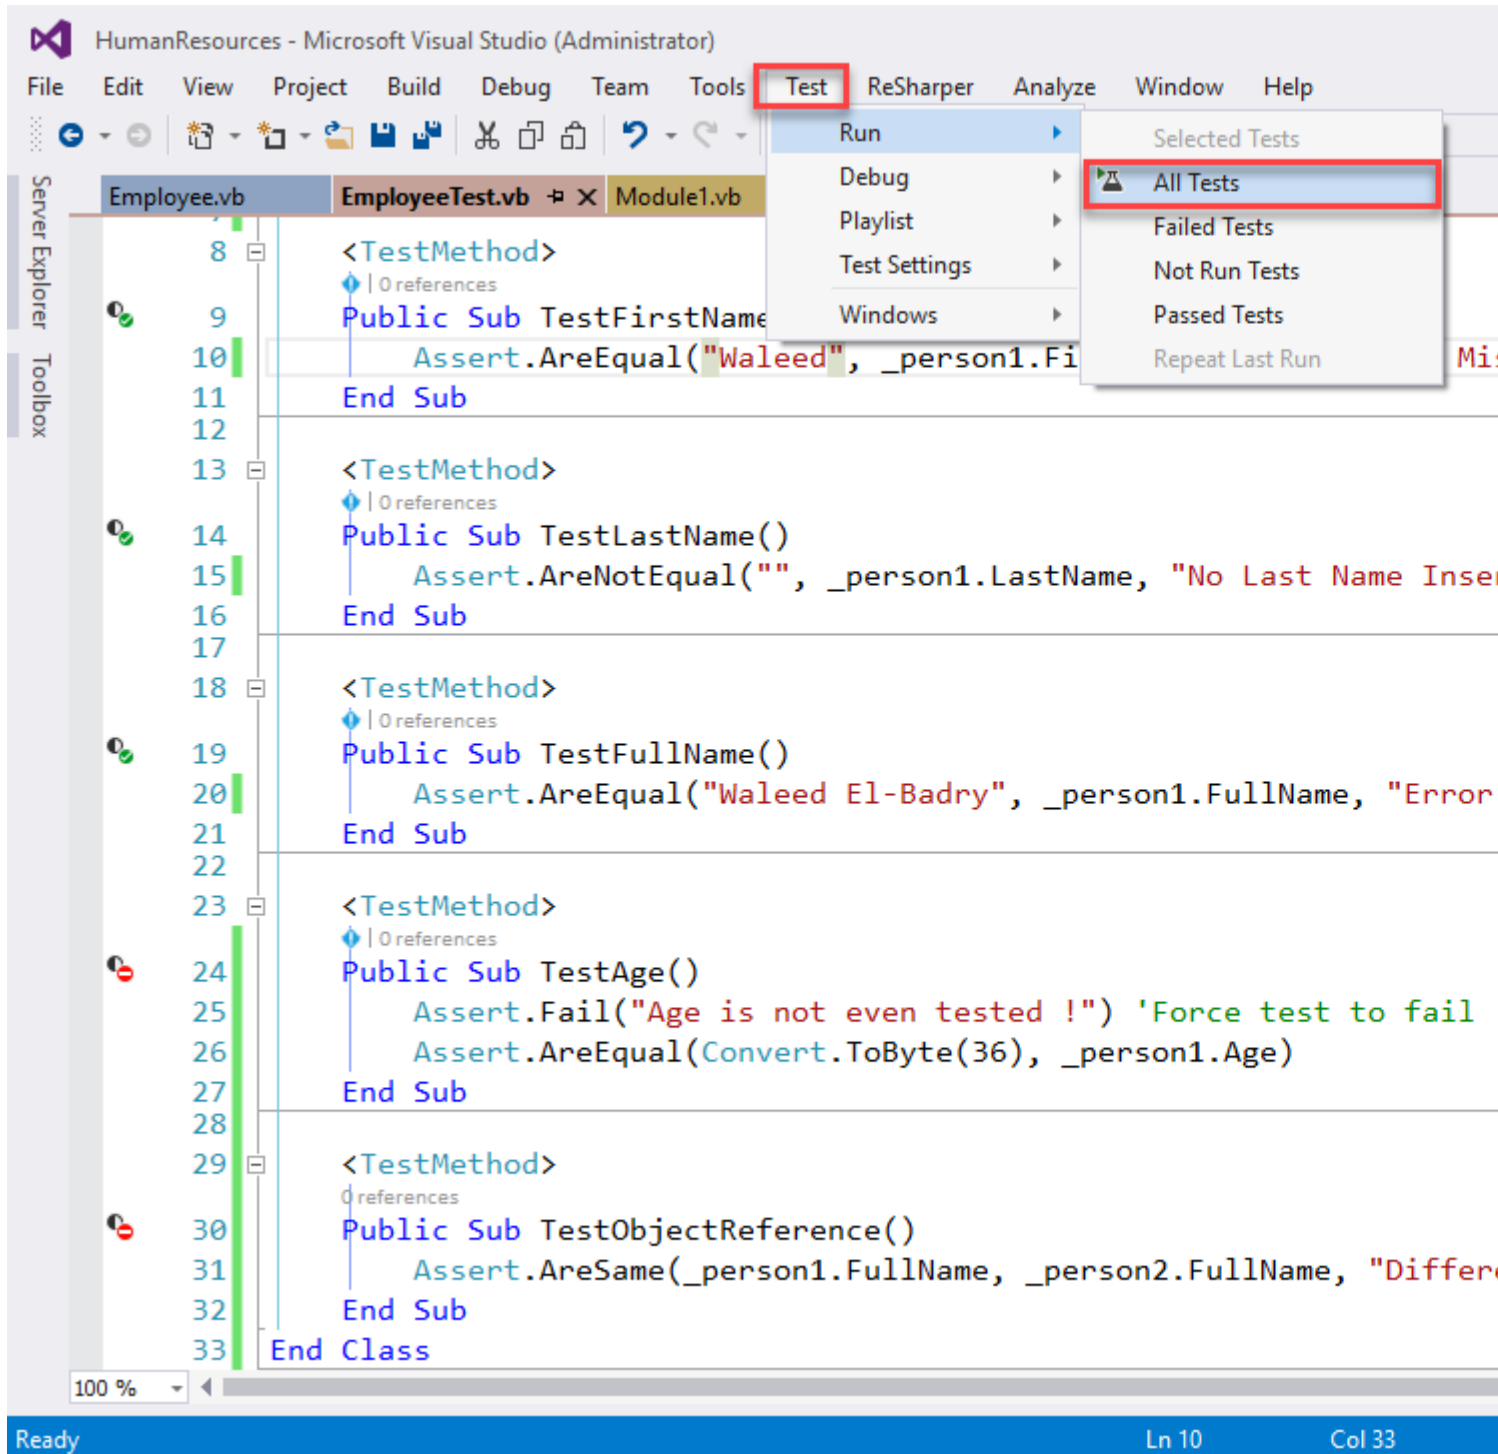 HumanResources - Microsoft Visual Studio (Administrator)
File Edit View Project Build Debug Team Tools Test ReSharper Analyze Window Help
Run
Debug
Playlist
Test Settings
Windows
Selected Tests
All Tests
Failed Tests
Not Run Tests
Passed Tests
Repeat Last Run
Server Explorer
Toolbox
Employee.vb EmployeeTest.vb Module1.vb
8 <TestMethod>
0 references
9 Public Sub TestFirstName
10 Assert.AreEqual("Waleed", _person1.Fi Mis
11 End Sub
12
13 <TestMethod>
0 references
14 Public Sub TestLastName()
15 Assert.AreNotEqual("", _person1.LastName, "No Last Name Inser
16 End Sub
17
18 <TestMethod>
0 references
19 Public Sub TestFullName()
20 Assert.AreEqual("Waleed El-Badry", _person1.FullName, "Error
21 End Sub
22
23 <TestMethod>
0 references
24 Public Sub TestAge()
25 Assert.Fail("Age is not even tested !") 'Force test to fail
26 Assert.AreEqual(Convert.ToByte(36), _person1.Age)
27 End Sub
28
29 <TestMethod>
0 references
30 Public Sub TestObjectReference()
31 Assert.AreSame(_person1.FullName, _person2.FullName, "Differe
32 End Sub
33 End Class
100 %
Ready Ln 10 Col 33